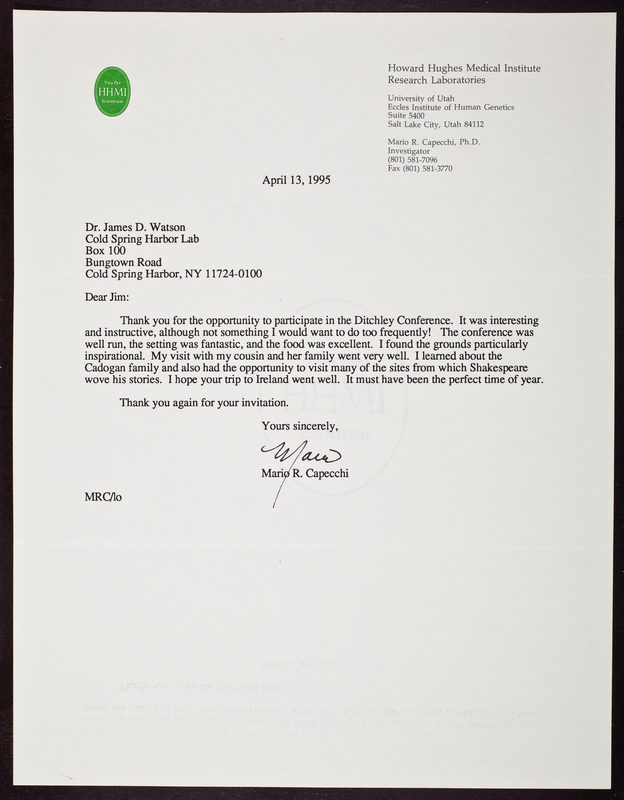 Vita Per
HHMI
Scientiam
Howard Hughes Medical Institute
Research Laboratories
University of Utah
Eccles Institute of Human Genetics
Suite 5400
Salt Lake City, Utah 84112
Mario R. Capecchi, Ph.D.
Investigator
(801) 581-7096
Fax (801) 581-3770
April 13, 1995
Dr. James D. Watson
Cold Spring Harbor Lab
Box 100
Bungtown Road
Cold Spring Harbor, NY 11724-0100
Dear Jim:
Thank you for the opportunity to participate in the Ditchley Conference. It was interesting
and instructive, although not something I would want to do too frequently! The conference was
well run, the setting was fantastic, and the food was excellent. I found the grounds particularly
inspirational. My visit with my cousin and her family went very well. I learned about the
Cadogan family and also had the opportunity to visit many of the sites from which Shakespeare
wove his stories. I hope your trip to Ireland went well. It must have been the perfect time of year.
Thank you again for your invitation.
Yours sincerely,
Mario
Mario R. Capecchi
MRC/lo
HHMI